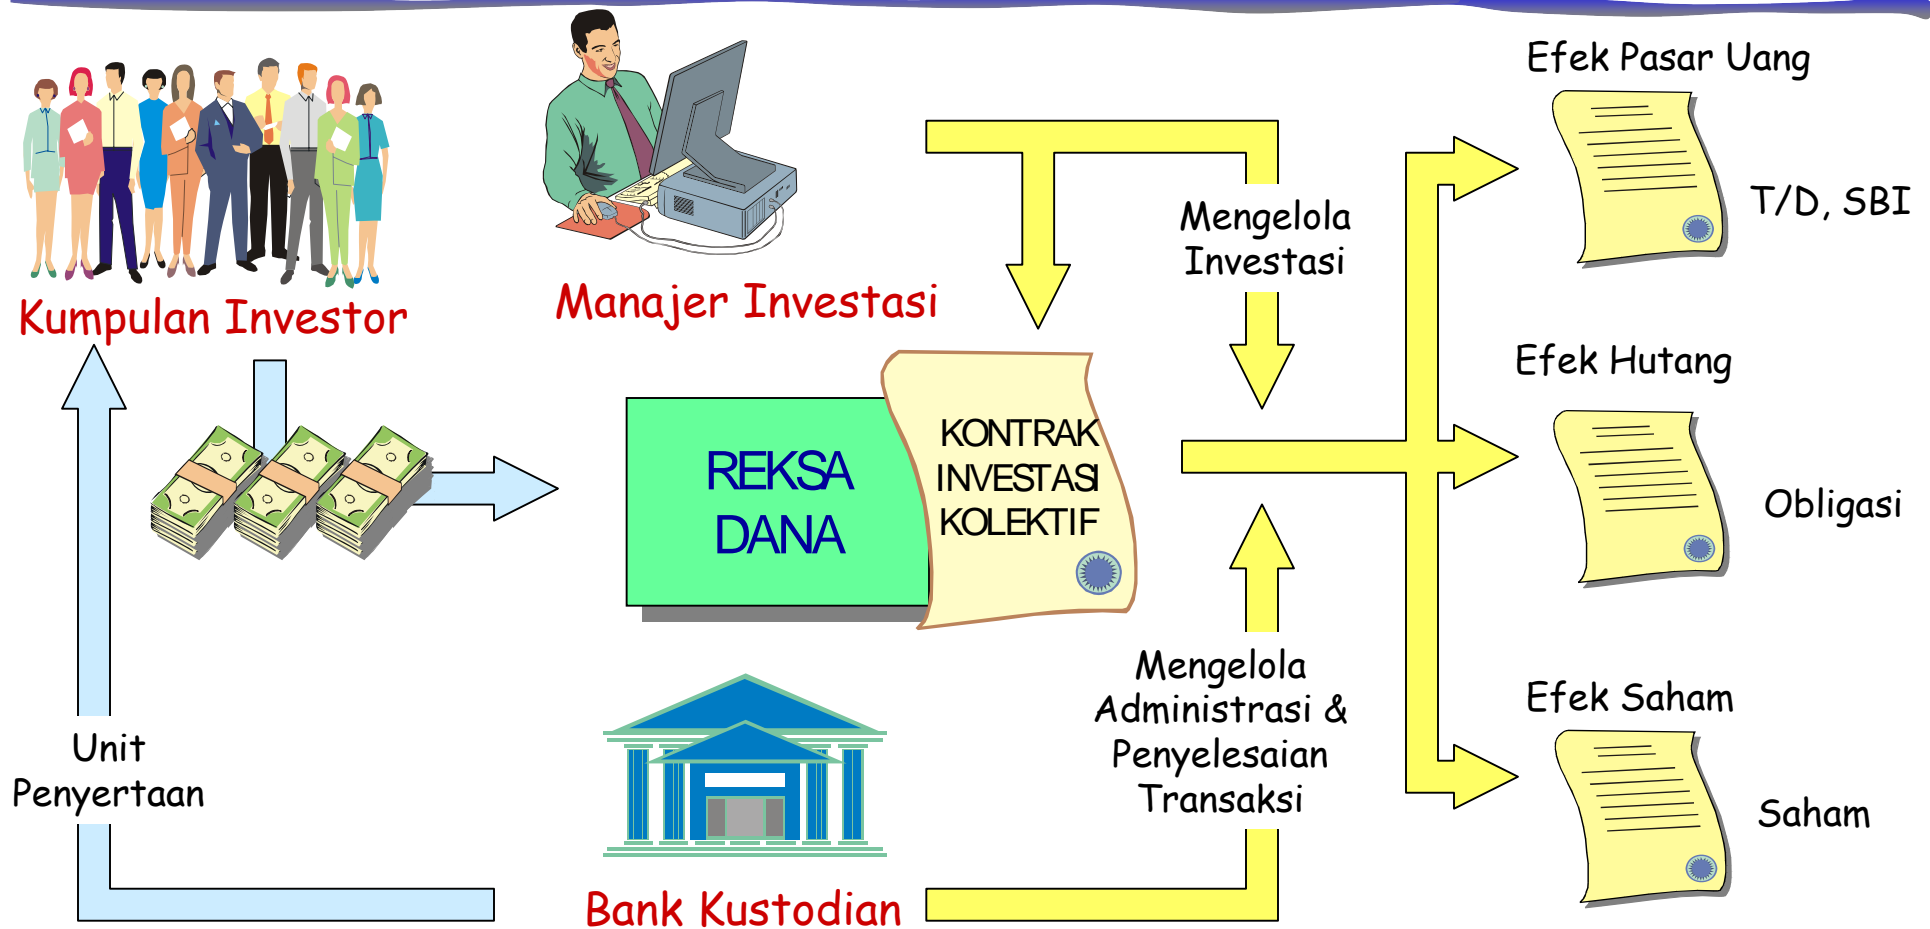 Kumpulan Investor
Manajer Investasi
Mengelola
Investasi
Efek Pasar Uang
T/D, SBI
REKSA
DANA
KONTRAK
INVESTASI
KOLEKTIF
Efek Hutang
Obligasi
Unit
Penyertaan
Bank Kustodian
Mengelola
Administrasi &
Penyelesaian
Transaksi
Efek Saham
Saham